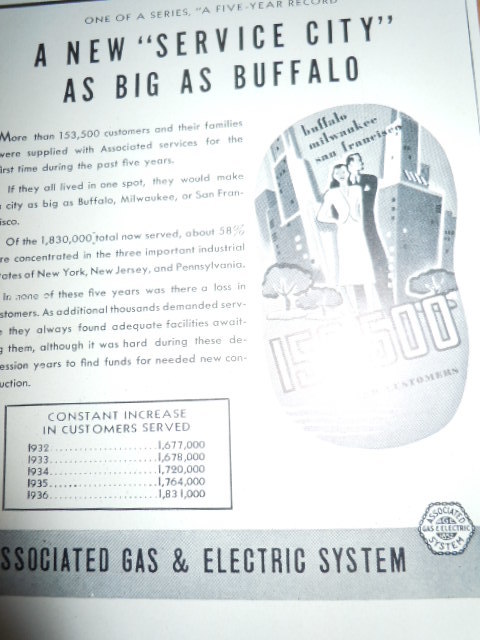 ONE OF A SERIES, "A FIVE-YEAR RECORD
A NEW "SERVICE CITY"
AS BIG AS BUFFALO
More than 153,500 customers and their families
were supplied with Associated services for the
first time during the past five years.
If they all lived in one spot, they would make
city as big as Buffalo, Milwaukee, or San Fran-
isco.
Of the 1,830,000 total now served, about 58%
re concentrated in the three important industrial
tates of New York, New Jersey, and Pennsylvania.
In none of these five years was there a loss in
stomers. As additional thousands demanded serv-
they always found adequate facilities await-
g them, although it was hard during these de-
ession years to find funds for needed new con-
uction.
buffalo
milwaukee
san francisco
153,500
CUSTOMERS
CONSTANT INCREASE
IN CUSTOMERS SERVED
1932......................1,677,000
1933......................1,678,000
1934......................1,720,000
1935......................1,764,000
1936......................1,831,000
SSOCIATED GAS & ELECTRIC SYSTEM
ASSOCIATED
GAS & ELECTRIC
SYSTEM